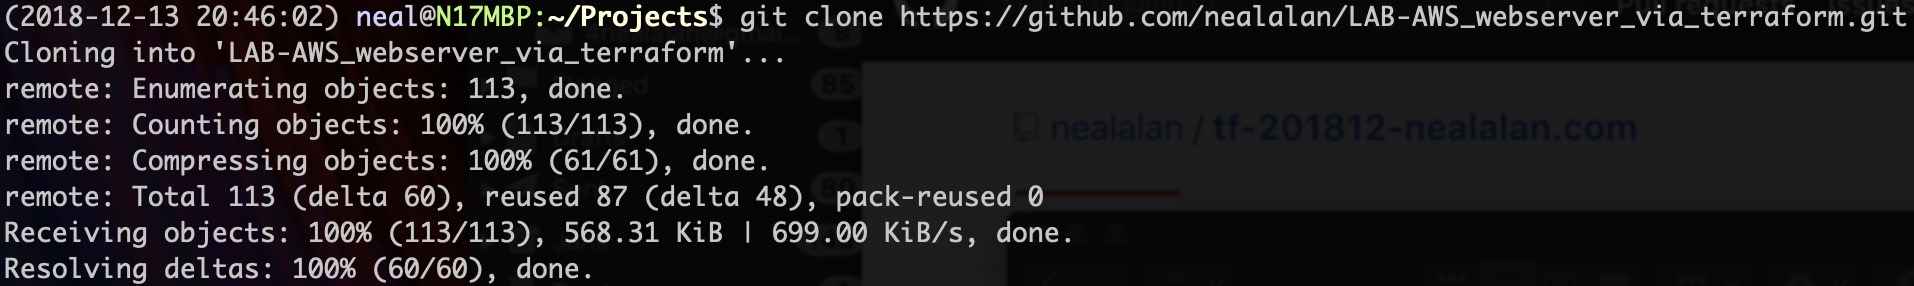 (2018-12-13 20:46:02) neal@N17MBP:~/Projects$ git clone https://github.com/nealalan/LAB-AWS_webserver_via_terraform.git
Cloning into 'LAB-AWS_webserver_via_terraform'...
remote: Enumerating objects: 113, done.
remote: Counting objects: 100% (113/113), done.
remote: Compressing objects: 100% (61/61), done.
remote: Total 113 (delta 60), reused 87 (delta 48), pack-reused 0
Receiving objects: 100% (113/113), 568.31 KiB | 699.00 KiB/s, done.
Resolving deltas: 100% (60/60), done.
85
1
nealalan / tf-201812-nealalan.com